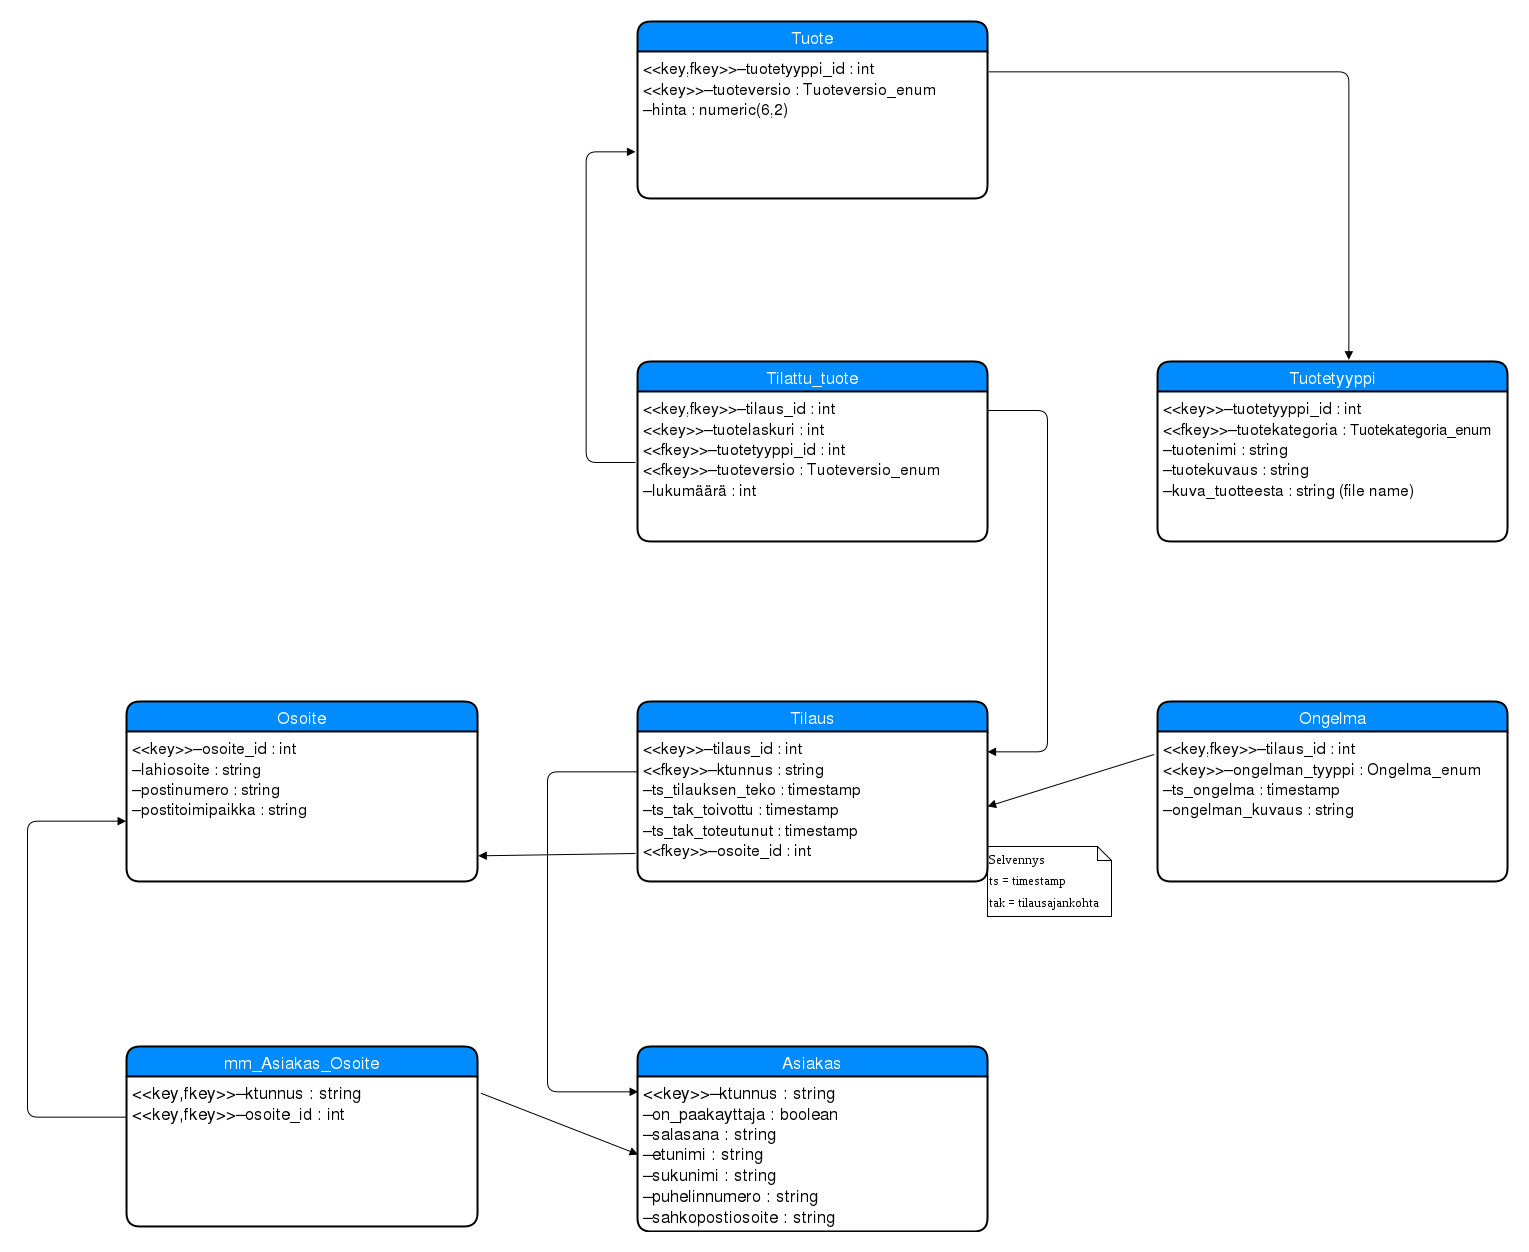 Tuote
<<key,fkey>>–tuotetyyppi_id : int
<<key>>–tuoteversio : Tuoteversio_enum
–hinta : numeric(6,2)
Tilattu_tuote
<<key,fkey>>–tilaus_id : int
<<key>>–tuotelaskuri : int
<<fkey>>–tuotetyyppi_id : int
<<fkey>>–tuoteversio : Tuoteversio_enum
–lukumäärä : int
Tuotetyyppi
<<key>>–tuotetyyppi_id : int
<<fkey>>–tuotekategoria : Tuotekategoria_enum
–tuotenimi : string
–tuotekuvaus : string
–kuva_tuotteesta : string (file name)
Osoite
<<key>>–osoite_id : int
–lahiosoite : string
–postinumero : string
–postitoimipaikka : string
Tilaus
<<key>>–tilaus_id : int
<<fkey>>–ktunnus : string
–ts_tilauksen_teko : timestamp
–ts_tak_toivottu : timestamp
–ts_tak_toteutunut : timestamp
<<fkey>>–osoite_id : int
Selvennys
ts = timestamp
tak = tilausajankohta
Ongelma
<<key,fkey>>–tilaus_id : int
<<key>>–ongelman_tyyppi : Ongelma_enum
–ts_ongelma : timestamp
–ongelman_kuvaus : string
mm_Asiakas_Osoite
<<key,fkey>>–ktunnus : string
<<key,fkey>>–osoite_id : int
Asiakas
<<key>>–ktunnus : string
–on_paakayttaja : boolean
–salasana : string
–etunimi : string
–sukunimi : string
–puhelinnumero : string
–sahkopostiosoite : string